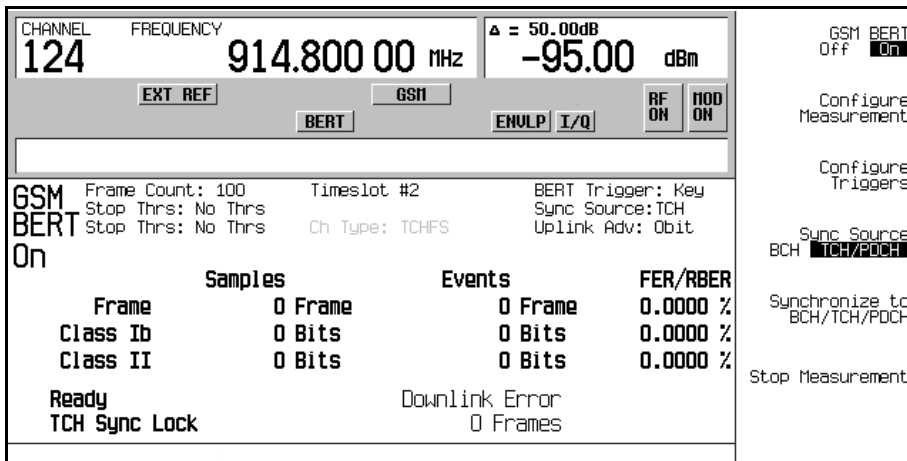 CHANNEL FREQUENCY Δ = 50.00dB
124 914.800 00 MHz -95.00 dBm
EXT REF GSM RF ON MOD ON
BERT ENVLP I/Q
GSM BERT On
Frame Count: 100 Timeslot #2 BERT Trigger: Key
Stop Thrs: No Thrs Sync Source:TCH
Stop Thrs: No Thrs Ch Type: TCHFS Uplink Adv: 0bit
Samples Events FER/RBER
Frame 0 Frame 0 Frame 0.0000 %
Class Ib 0 Bits 0 Bits 0.0000 %
Class II 0 Bits 0 Bits 0.0000 %
Ready Downlink Error
TCH Sync Lock 0 Frames
GSM BERT
Off On
Configure
Measurement
Configure
Triggers
Sync Source
BCH TCH/PDCH
Synchronize to
BCH/TCH/PDCH
Stop Measurement